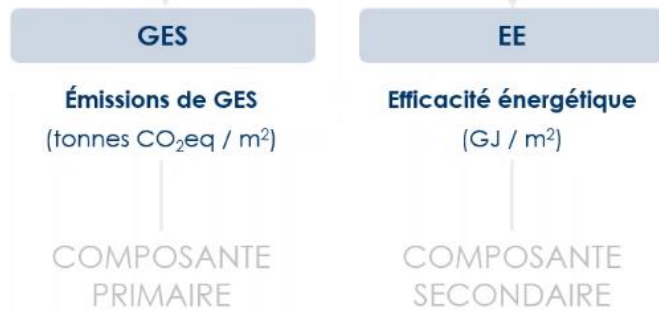 GES
Émissions de GES
(tonnes CO₂eq / m²)
COMPOSANTE
PRIMAIRE
EE
Efficacité énergétique
(GJ / m²)
COMPOSANTE
SECONDAIRE